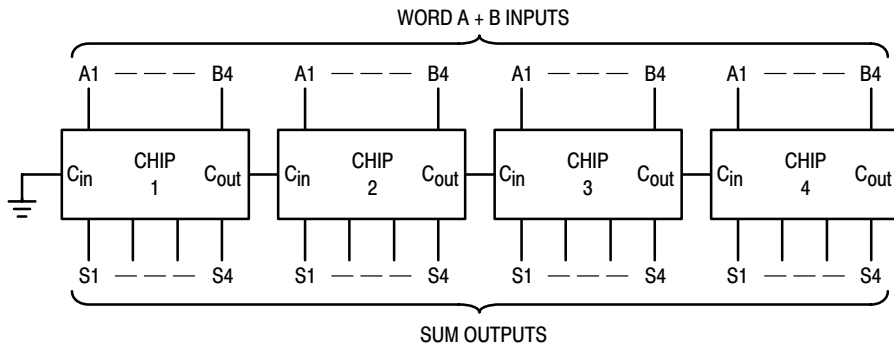 WORD A + B INPUTS
A1 — — — B4 A1 — — — B4 A1 — — — B4 A1 — — — B4
Cin CHIP 1 Cout Cin CHIP 2 Cout Cin CHIP 3 Cout Cin CHIP 4
S1 — — — S4 S1 — — — S4 S1 — — — S4 S1 — — — S4
SUM OUTPUTS